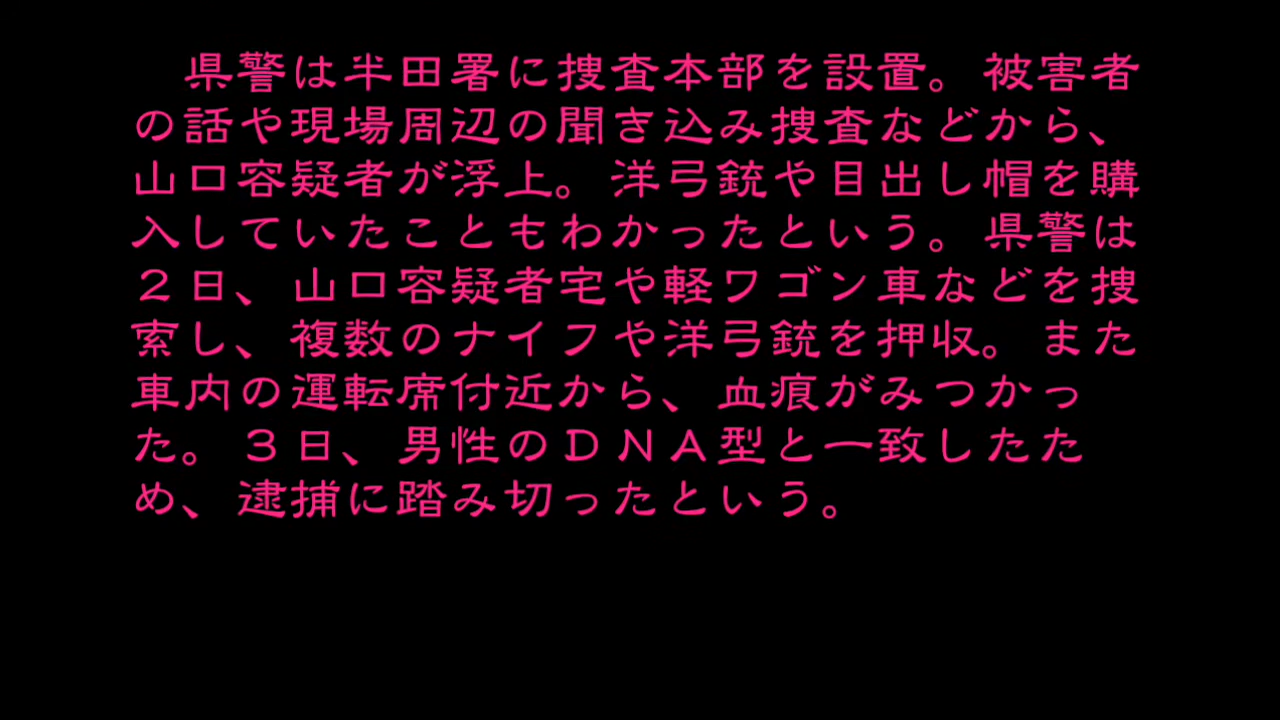 県警は半田署に捜査本部を設置。被害者
の話や現場周辺の聞き込み捜査などから、
山口容疑者が浮上。洋弓銃や目出し帽を購
入していたこともわかったという。県警は
２日、山口容疑者宅や軽ワゴン車などを捜
索し、複数のナイフや洋弓銃を押収。また
車内の運転席付近から、血痕がみつかっ
た。３日、男性のＤＮＡ型と一致したた
め、逮捕に踏み切ったという。